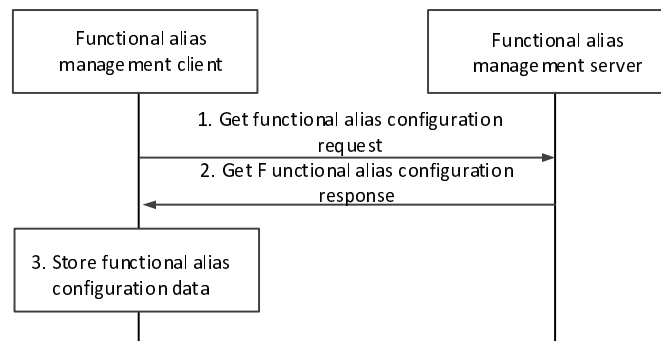 Functional alias
management client
Functional alias
management server
1. Get functional alias configuration
request
2. Get F unctional alias configuration
response
3. Store functional alias
configuration data